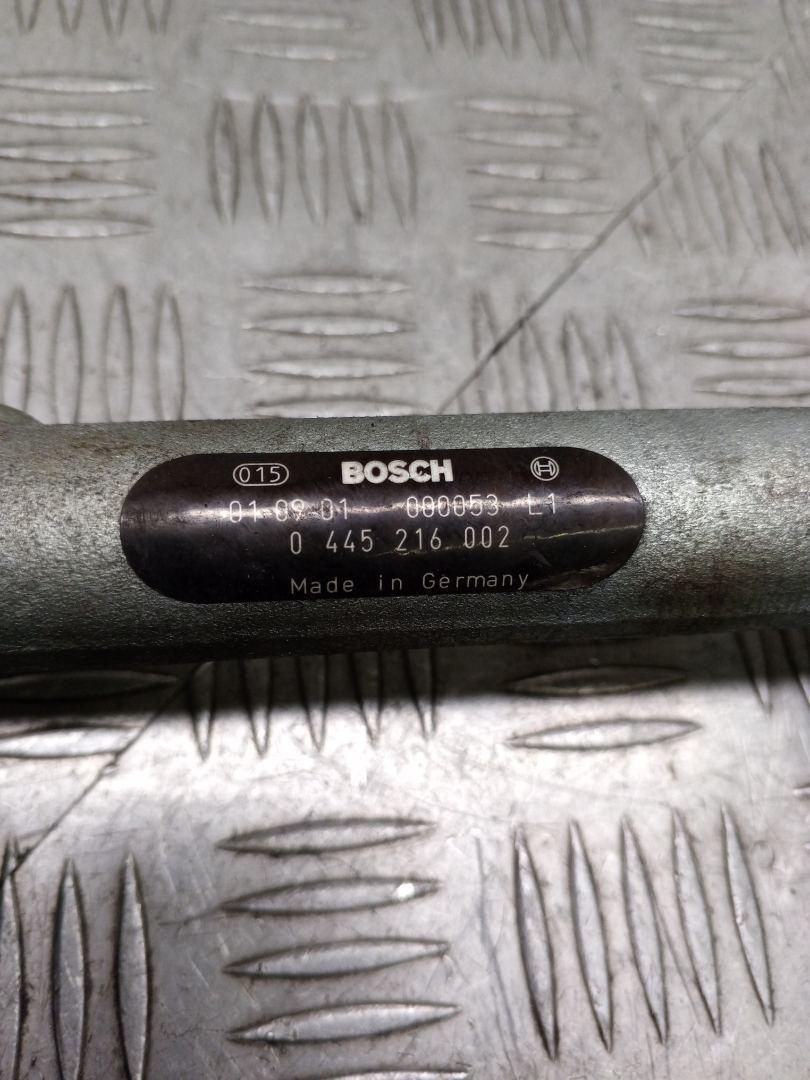 015 BOSCH
01-09-01 000053 L1
0 445 216 002
Made in Germany